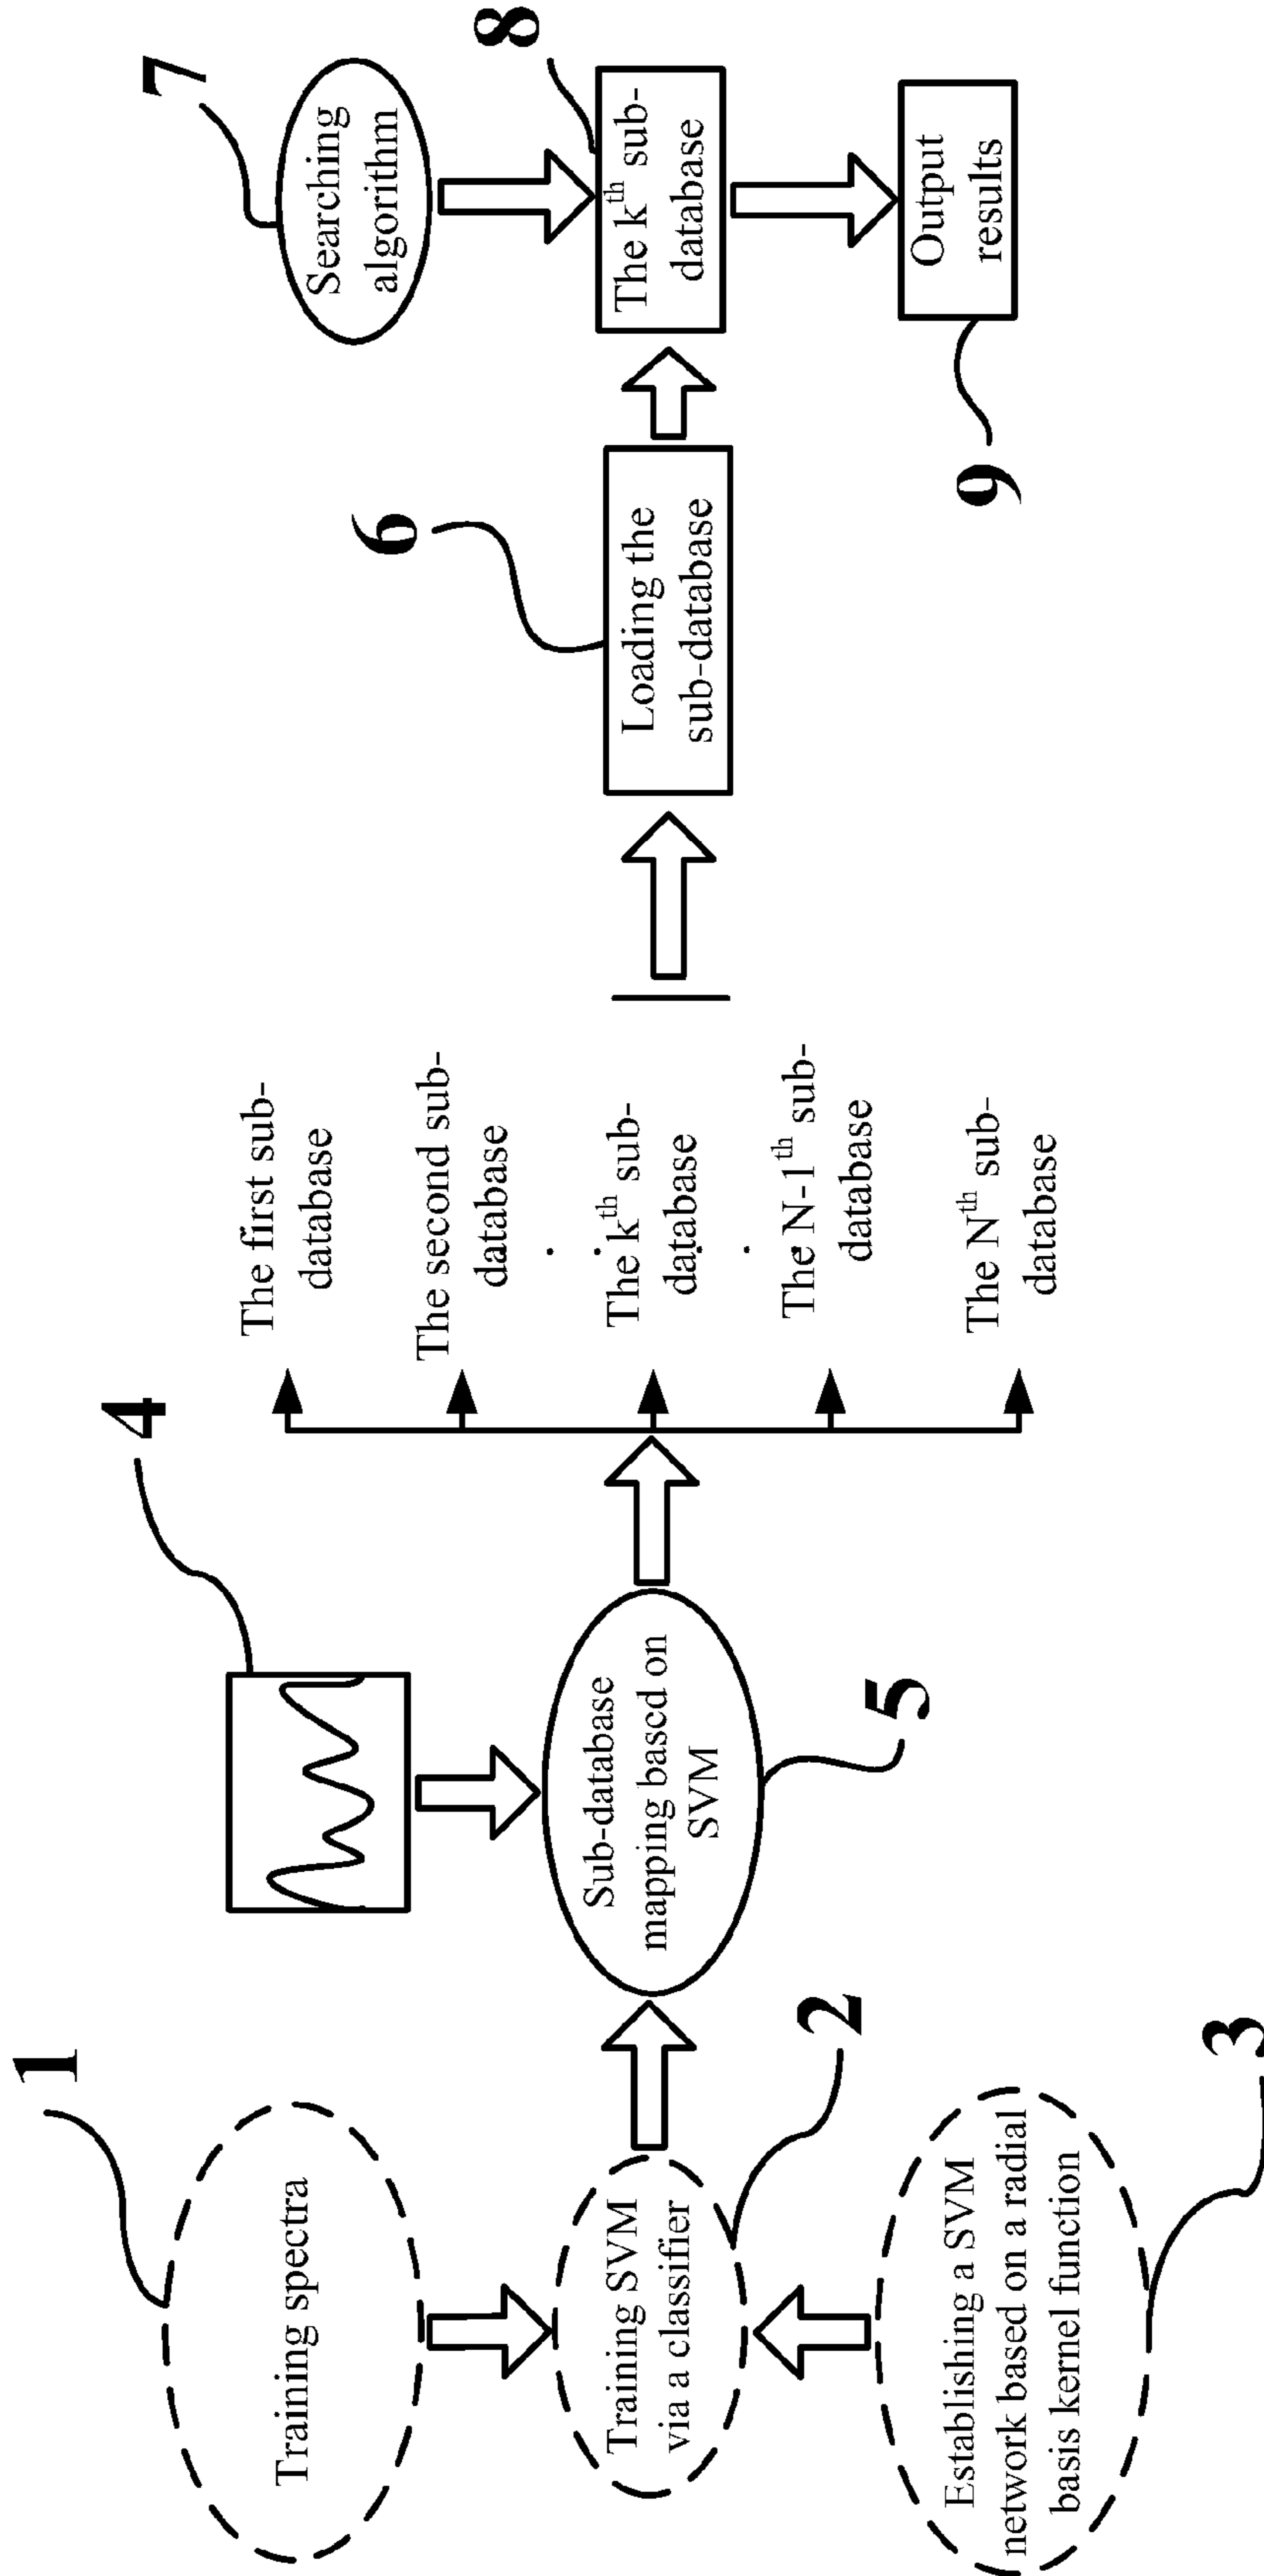 1
Training spectra
Training SVM
via a classifier
2
Establishing a SVM
network based on a radial
basis kernel function
3
4
Sub-database
mapping based on
SVM
5
The first sub-
database
The second sub-
database
The kth sub-
database
The N-1th sub-
database
The Nth sub-
database
Loading the
sub-database
6
Searching
algorithm
7
The kth sub-
database
8
Output
results
9